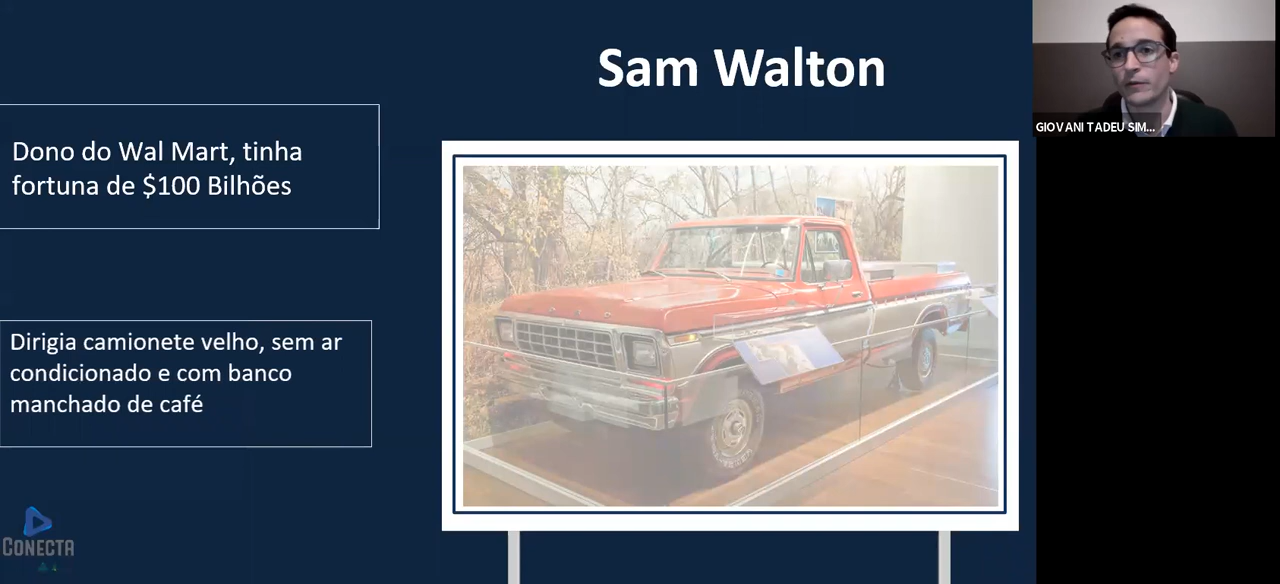 Sam Walton
Dono do Wal Mart, tinha
fortuna de $100 Bilhões
Dirigia camionete velho, sem ar
condicionado e com banco
manchado de café
GIOVANI TADEU SIM...
CONECTA